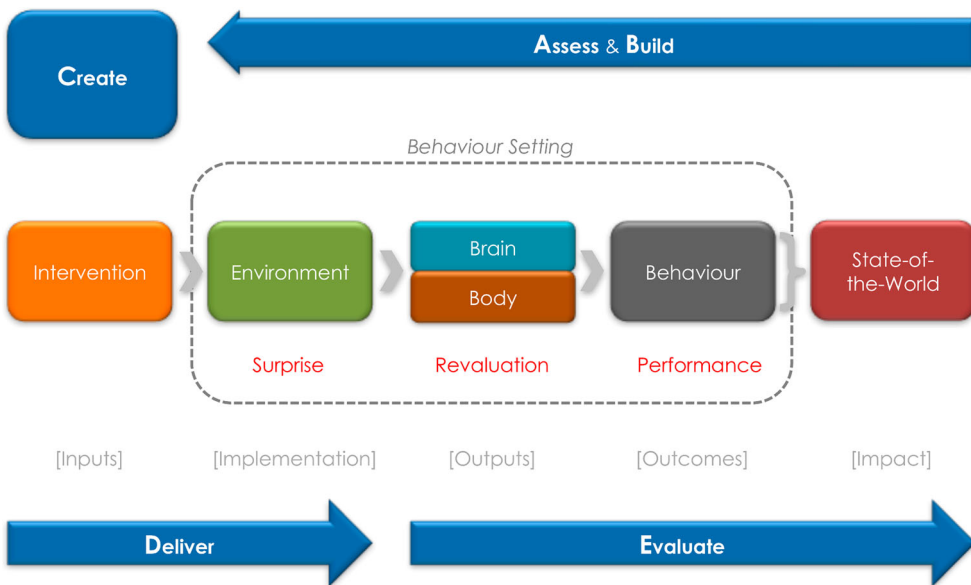 Create
Assess & Build
Behaviour Setting
Intervention
Environment
Brain
Body
Behaviour
State-of-
the-World
Surprise
Revaluation
Performance
[Inputs]
[Implementation]
[Outputs]
[Outcomes]
[Impact]
Deliver
Evaluate